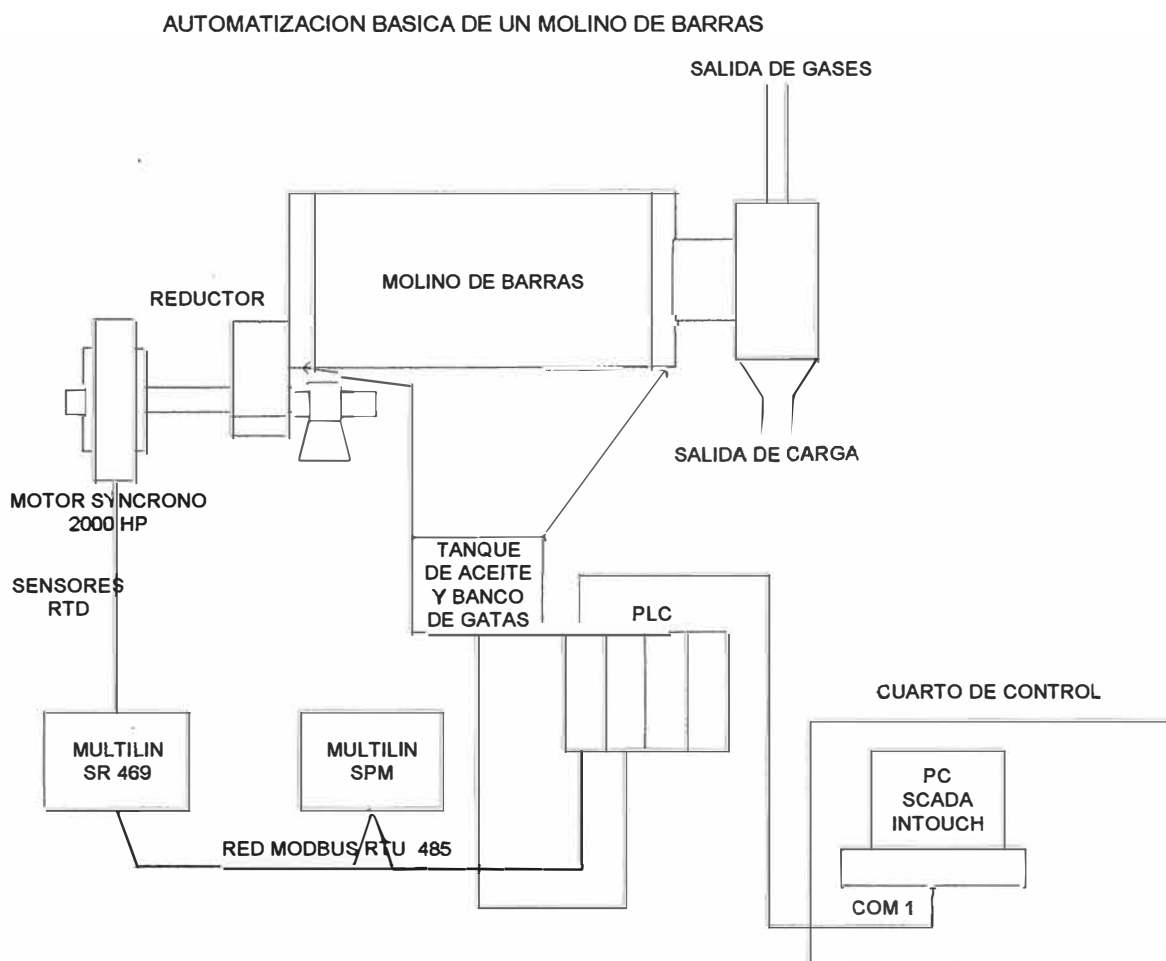 AUTOMATIZACION BASICA DE UN MOLINO DE BARRAS
SALIDA DE GASES
MOLINO DE BARRAS
REDUCTOR
SALIDA DE CARGA
MOTOR SYNCRONO
2000 HP
SENSORES
RTD
TANQUE
DE ACEITE
Y BANCO
DE GATAS
PLC
CUARTO DE CONTROL
MULTILIN
SR 469
MULTILIN
SPM
PC
SCADA
INTOUCH
RED MODBUS RTU 485
COM 1